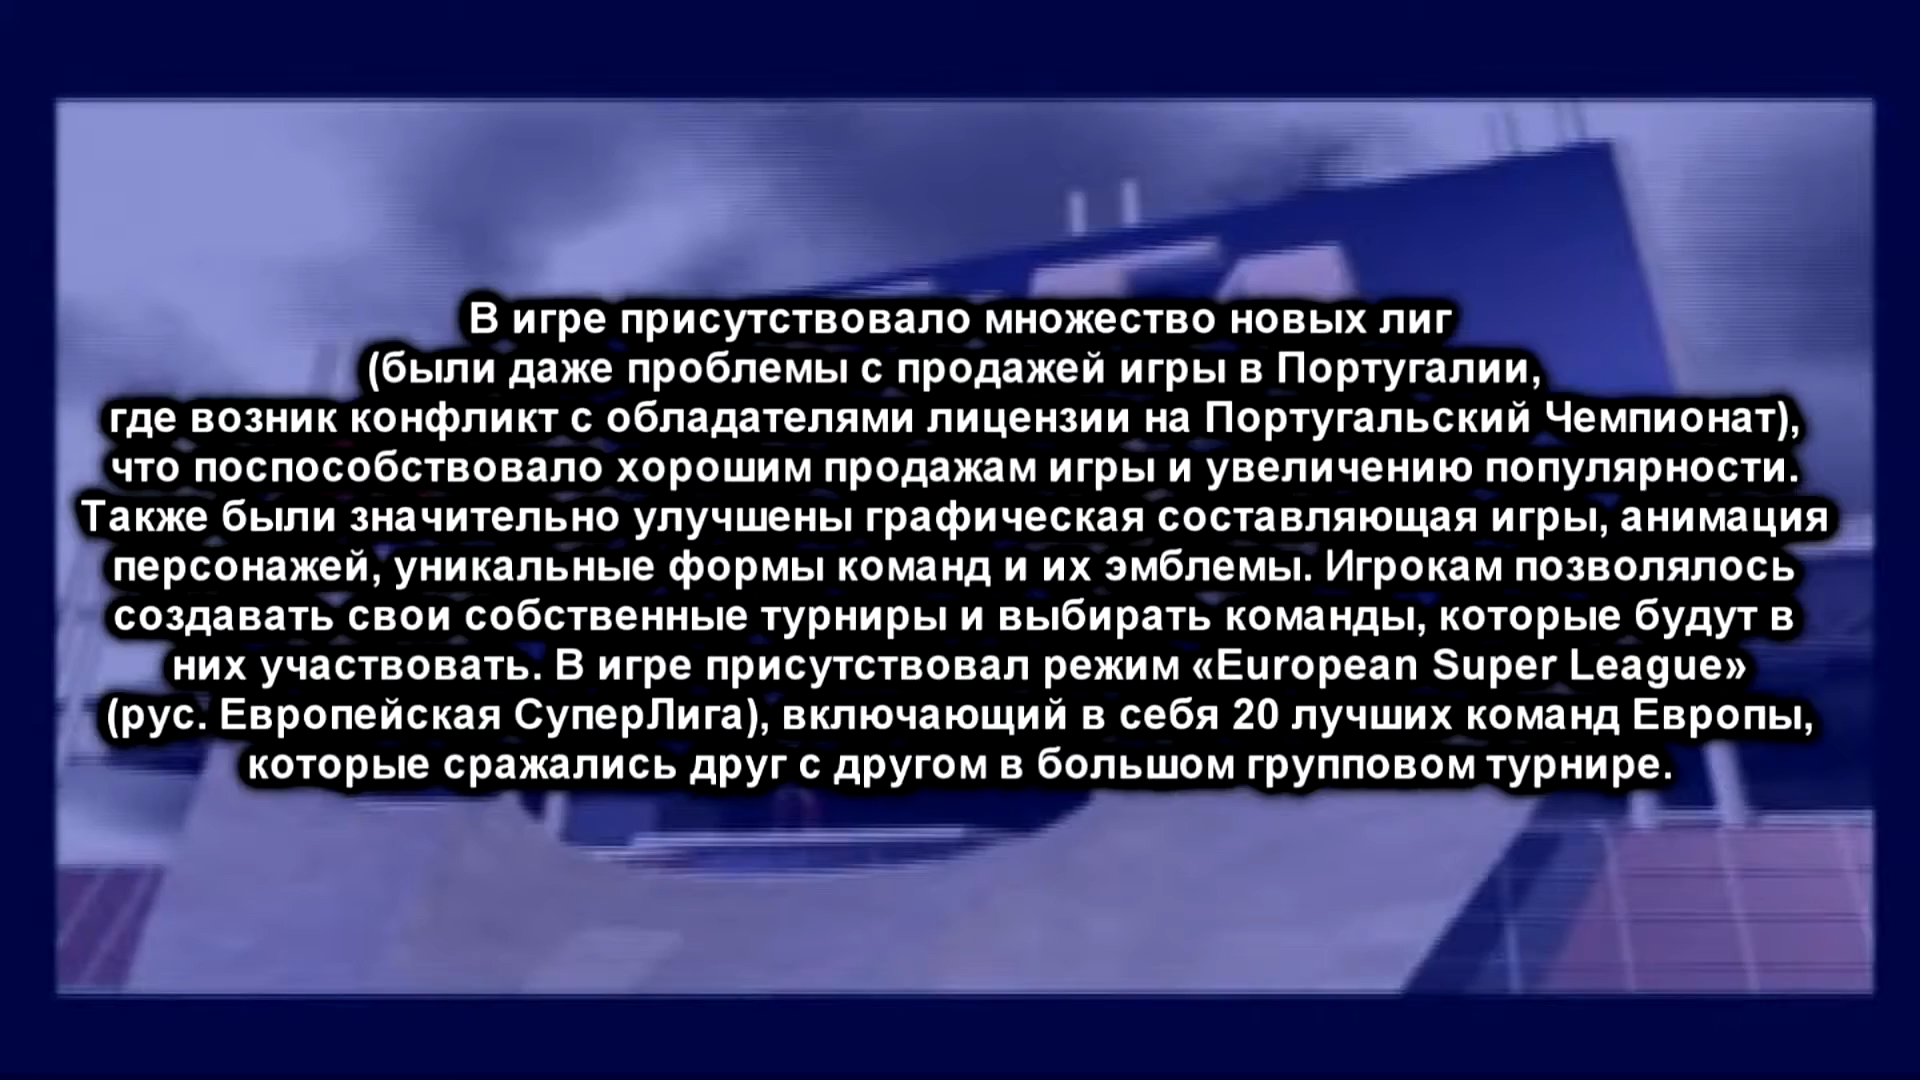 В игре присутствовало множество новых лиг
(были даже проблемы с продажей игры в Португалии,
где возник конфликт с обладателями лицензии на Португальский Чемпионат),
что поспособствовало хорошим продажам игры и увеличению популярности.
Также были значительно улучшены графическая составляющая игры, анимация
персонажей, уникальные формы команд и их эмблемы. Игрокам позволялось
создавать свои собственные турниры и выбирать команды, которые будут в
них участвовать. В игре присутствовал режим «European Super League»
(рус. Европейская СуперЛига), включающий в себя 20 лучших команд Европы,
которые сражались друг с другом в большом групповом турнире.